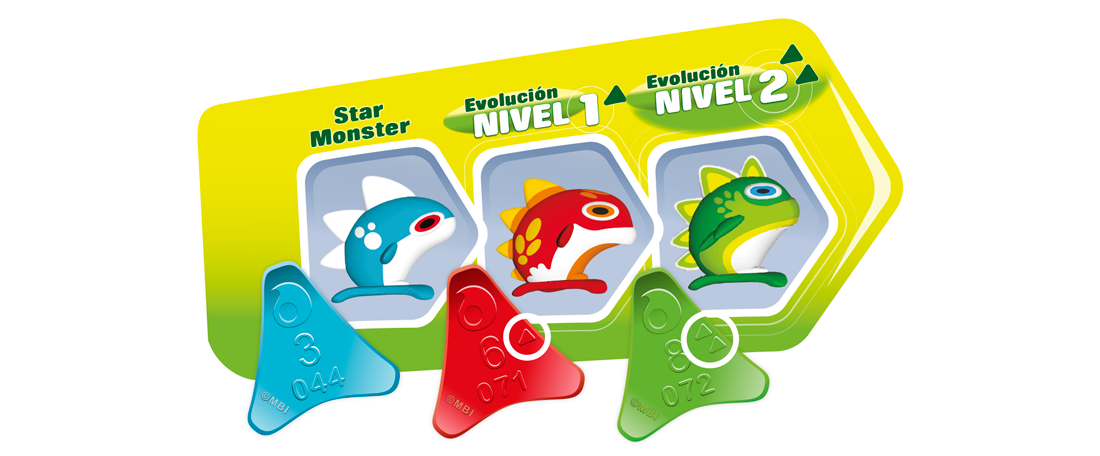 Star
Monster
Evolución
NIVEL 1
Evolución
NIVEL 2
3
044
©MBI
6
071
©MBI
8
072
©MBI